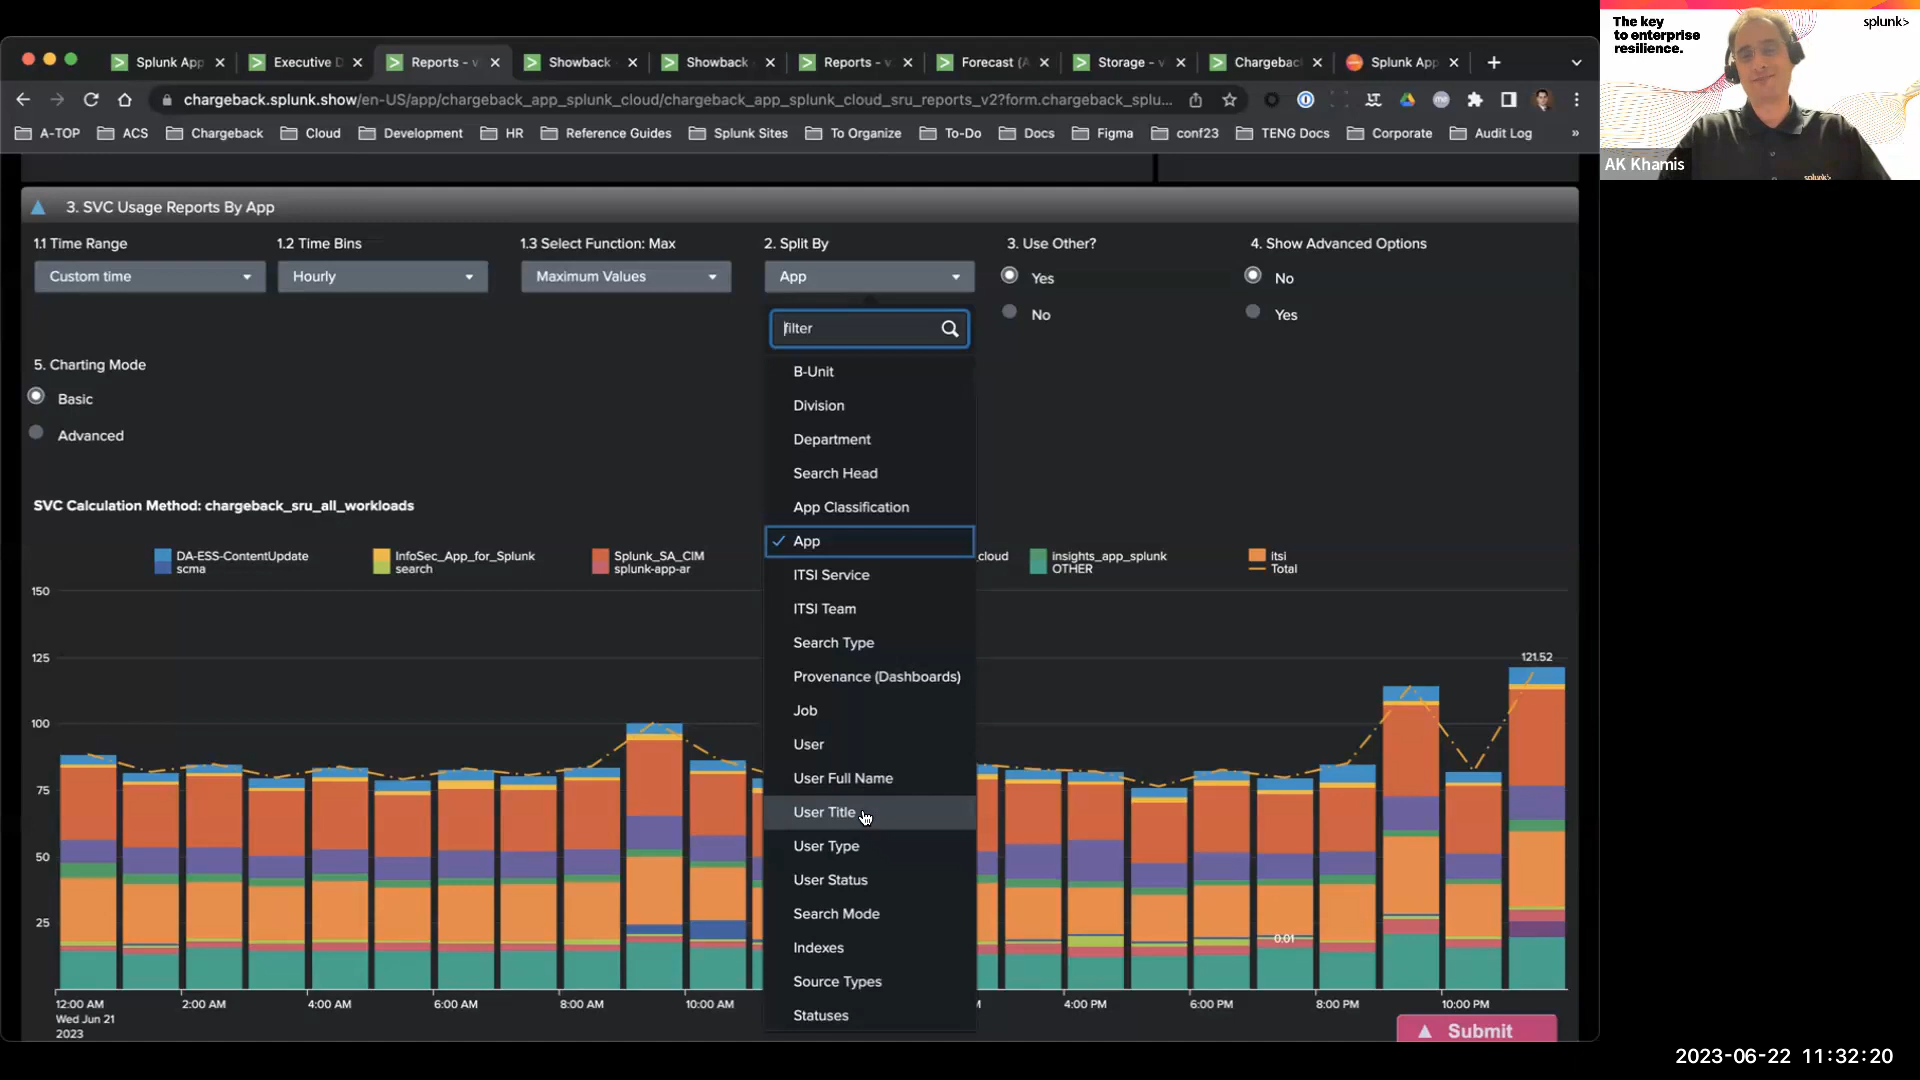 Splunk App
Executive D
Reports - v
Showback
Showback
Reports - v
Forecast (A
Storage - v
Chargebac
Splunk App
chargeback.splunk.show/en-US/app/chargeback_app_splunk_cloud/chargeback_app_splunk_cloud_sru_reports_v2?form.chargeback_splu...
A-TOP
ACS
Chargeback
Cloud
Development
HR
Reference Guides
Splunk Sites
To Organize
To-Do
Docs
Figma
conf23
TENG Docs
Corporate
Audit Log
»
The key
to enterprise
resilience.
splunk>
AK Khamis
splunk>
3. SVC Usage Reports By App
1.1 Time Range
1.2 Time Bins
1.3 Select Function: Max
2. Split By
3. Use Other?
4. Show Advanced Options
Custom time
Hourly
Maximum Values
App
Yes
No
No
Yes
filter
5. Charting Mode
Basic
Advanced
B-Unit
Division
Department
Search Head
App Classification
App
ITSI Service
ITSI Team
Search Type
Provenance (Dashboards)
Job
User
User Full Name
User Title
User Type
User Status
Search Mode
Indexes
Source Types
Statuses
SVC Calculation Method: chargeback_sru_all_workloads
DA-ESS-ContentUpdate
scma
InfoSec_App_for_Splunk
search
Splunk_SA_CIM
splunk-app-ar
cloud
insights_app_splunk
OTHER
itsi
Total
150
125
100
75
50
25
121.52
0.01
12:00 AM
Wed Jun 21
2023
2:00 AM
4:00 AM
6:00 AM
8:00 AM
10:00 AM
4:00 PM
6:00 PM
8:00 PM
10:00 PM
Submit
2023-06-22 11:32:20